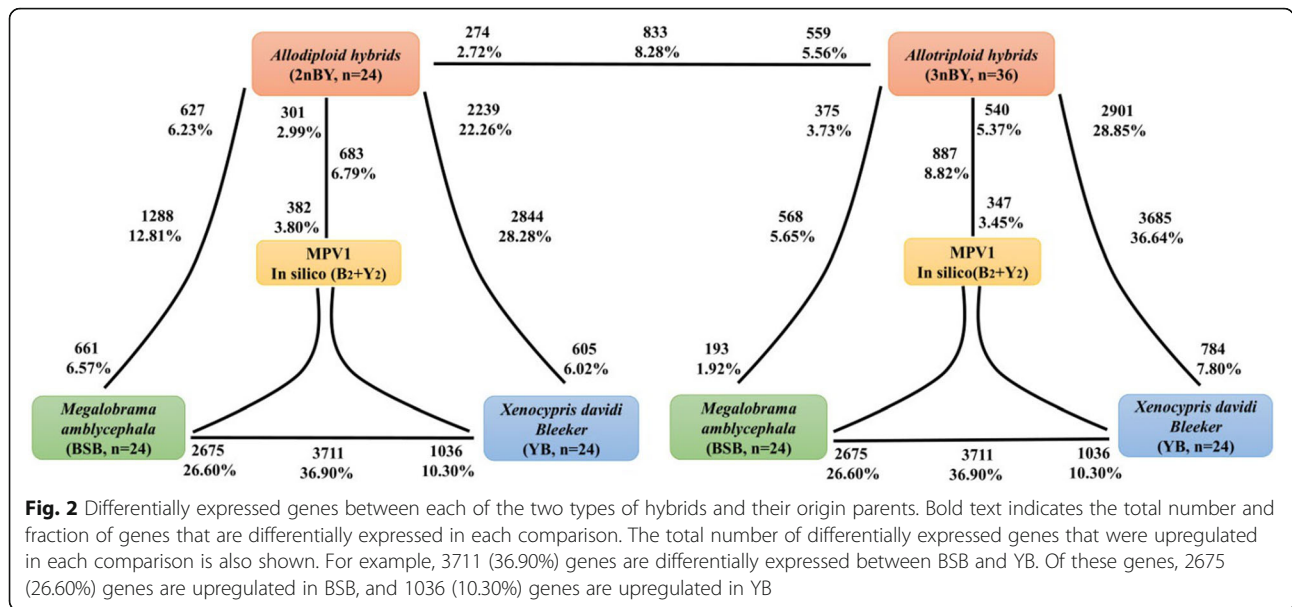 274
2.72%
833
8.28%
559
5.56%
Allodiploid hybrids
(2nBY, n=24)
Allotriploid hybrids
(3nBY, n=36)
627
6.23%
301
2.99%
2239
22.26%
683
6.79%
1288
12.81%
382
3.80%
2844
28.28%
MPV1
In silico (B2+Y2)
661
6.57%
605
6.02%
Megalobrama
amblycephala
(BSB, n=24)
Xenocypris davidi
Bleeker
(YB, n=24)
2675
26.60%
3711
36.90%
1036
10.30%
375
3.73%
540
5.37%
2901
28.85%
887
8.82%
568
5.65%
347
3.45%
3685
36.64%
MPV1
In silico(B2+Y2)
193
1.92%
784
7.80%
Megalobrama
amblycephala
(BSB, n=24)
Xenocypris davidi
Bleeker
(YB, n=24)
2675
26.60%
3711
36.90%
1036
10.30%
Fig. 2 Differentially expressed genes between each of the two types of hybrids and their origin parents. Bold text indicates the total number and
fraction of genes that are differentially expressed in each comparison. The total number of differentially expressed genes that were upregulated
in each comparison is also shown. For example, 3711 (36.90%) genes are differentially expressed between BSB and YB. Of these genes, 2675
(26.60%) genes are upregulated in BSB, and 1036 (10.30%) genes are upregulated in YB